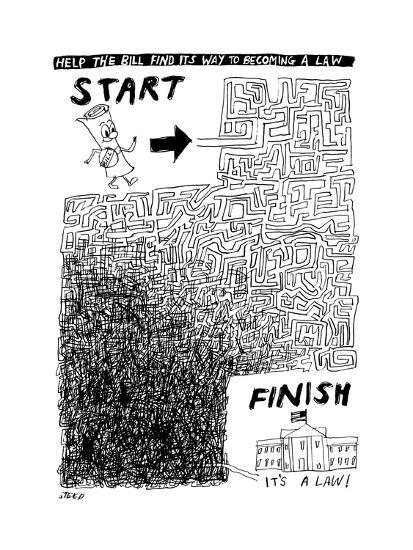 HELP THE BILL FIND ITS WAY TO BECOMING A LAW
START
FINISH
IT'S A LAW!
STEED